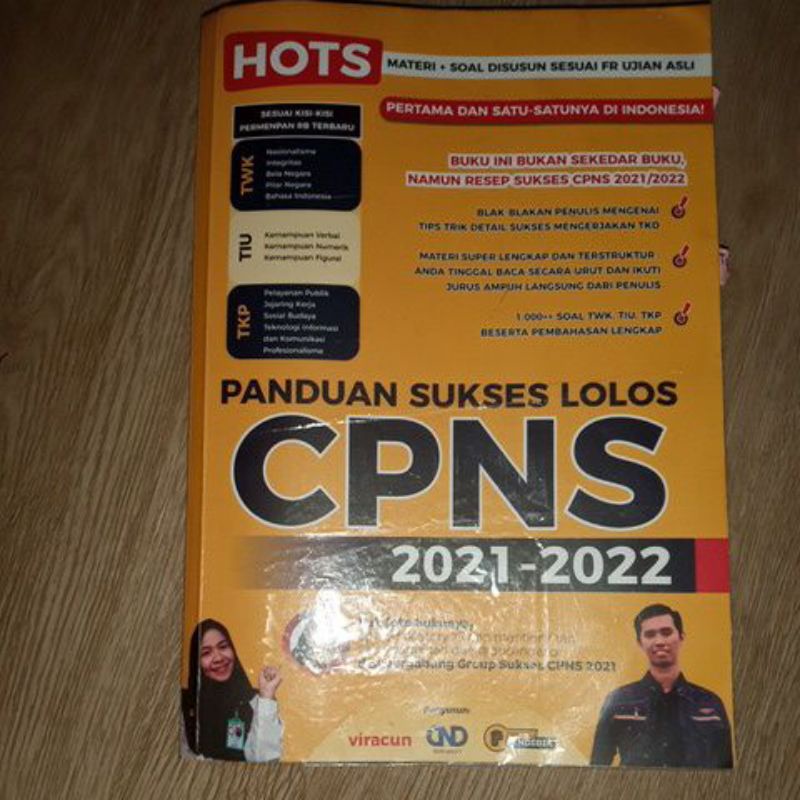 HOTS
MATERI + SOAL DISUSUN SESUAI FR UJIAN ASLI
PERTAMA DAN SATU-SATUNYA DI INDONESIA!
SESUAI KISI-KISI
PERMENPAN RB TERBARU
TWK
Nasionalisme
Integritas
Bela Negara
Pilar Negara
Bahasa Indonesia
TIU
Kemampuan Verbal
Kemampuan Numerik
Kemampuan Figural
TKP
Pelayanan Publik
Jejaring Kerja
Sosial Budaya
Teknologi Informasi
dan Komunikasi
Profesionalisme
BUKU INI BUKAN SEKEDAR BUKU,
NAMUN RESEP SUKSES CPNS 2021/2022
BLAK BLAKAN PENULIS MENGENAI
TIPS TRIK DETAIL SUKSES MENGERJAKAN TKD
MATERI SUPER LENGKAP DAN TERSTRUKTUR
ANDA TINGGAL BACA SECARA URUT DAN IKUTI
JURUS AMPUH LANGSUNG DARI PENULIS
1.000++ SOAL TWK, TIU, TKP
BESERTA PEMBAHASAN LENGKAP
PANDUAN SUKSES LOLOS
CPNS
2021-2022
Group Sukses CPNS 2021
Penyusun:
viracun